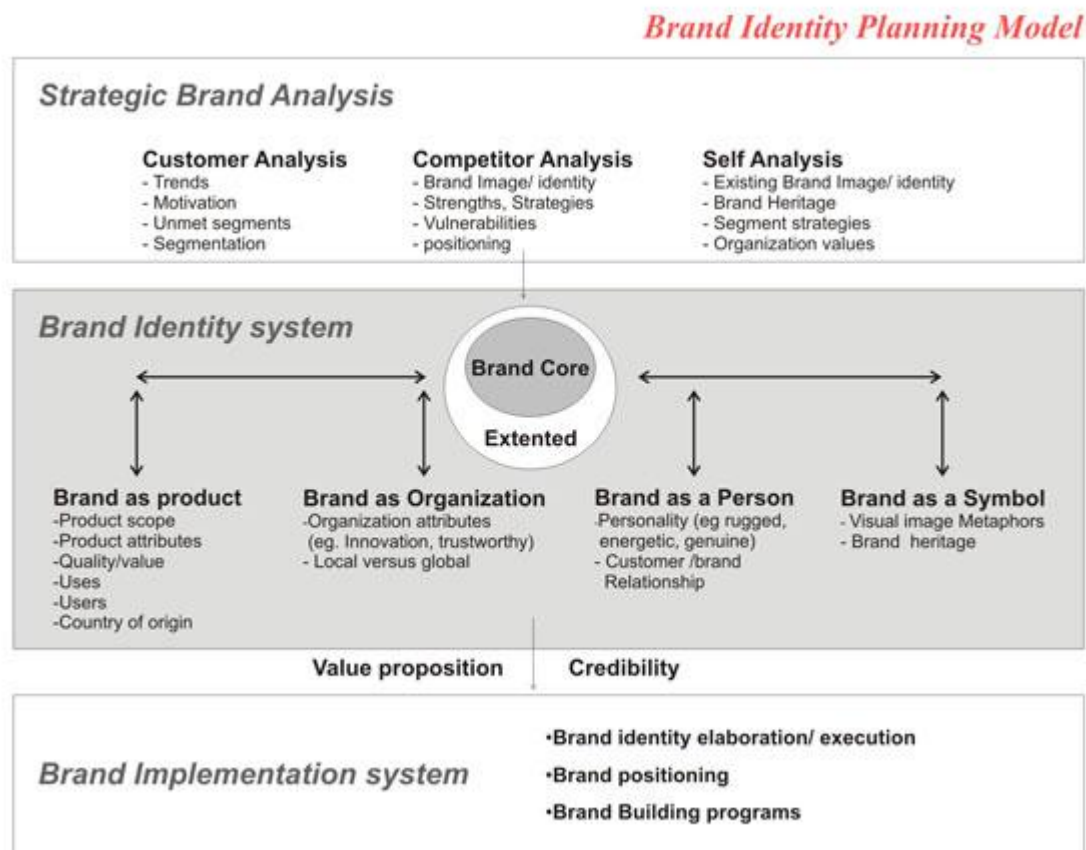 Brand Identity Planning Model
Strategic Brand Analysis
Customer Analysis
- Trends
- Motivation
- Unmet segments
- Segmentation
Competitor Analysis
- Brand Image/ identity
- Strengths, Strategies
- Vulnerabilities
- positioning
Self Analysis
- Existing Brand Image/ identity
- Brand Heritage
- Segment strategies
- Organization values
Brand Identity system
Brand Core
Extented
Brand as product
-Product scope
-Product attributes
-Quality/value
-Uses
-Users
-Country of origin
Brand as Organization
-Organization attributes
(eg. Innovation, trustworthy)
- Local versus global
Brand as a Person
-Personality (eg rugged,
energetic, genuine)
- Customer /brand
Relationship
Brand as a Symbol
- Visual image Metaphors
- Brand heritage
Value proposition
Credibility
Brand Implementation system
•Brand identity elaboration/ execution
•Brand positioning
•Brand Building programs